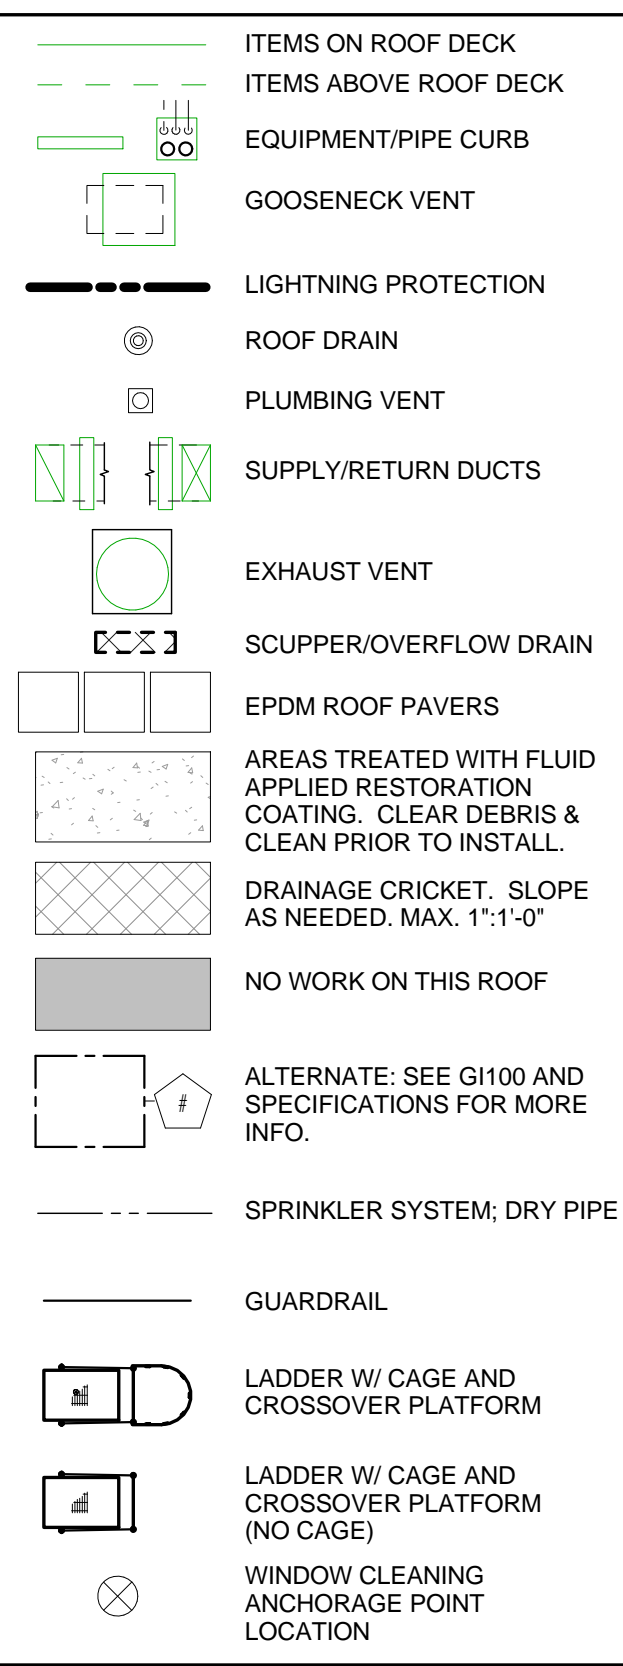 ITEMS ON ROOF DECK
ITEMS ABOVE ROOF DECK
EQUIPMENT/PIPE CURB
GOOSENECK VENT
LIGHTNING PROTECTION
ROOF DRAIN
PLUMBING VENT
SUPPLY/RETURN DUCTS
EXHAUST VENT
SCUPPER/OVERFLOW DRAIN
EPDM ROOF PAVERS
AREAS TREATED WITH FLUID
APPLIED RESTORATION
COATING.  CLEAR DEBRIS &
CLEAN PRIOR TO INSTALL.
DRAINAGE CRICKET.  SLOPE
AS NEEDED. MAX. 1":1'-0"
NO WORK ON THIS ROOF
#
ALTERNATE: SEE GI100 AND
SPECIFICATIONS FOR MORE
INFO.
SPRINKLER SYSTEM; DRY PIPE
GUARDRAIL
LADDER W/ CAGE AND
CROSSOVER PLATFORM
LADDER W/ CAGE AND
CROSSOVER PLATFORM
(NO CAGE)
WINDOW CLEANING
ANCHORAGE POINT
LOCATION